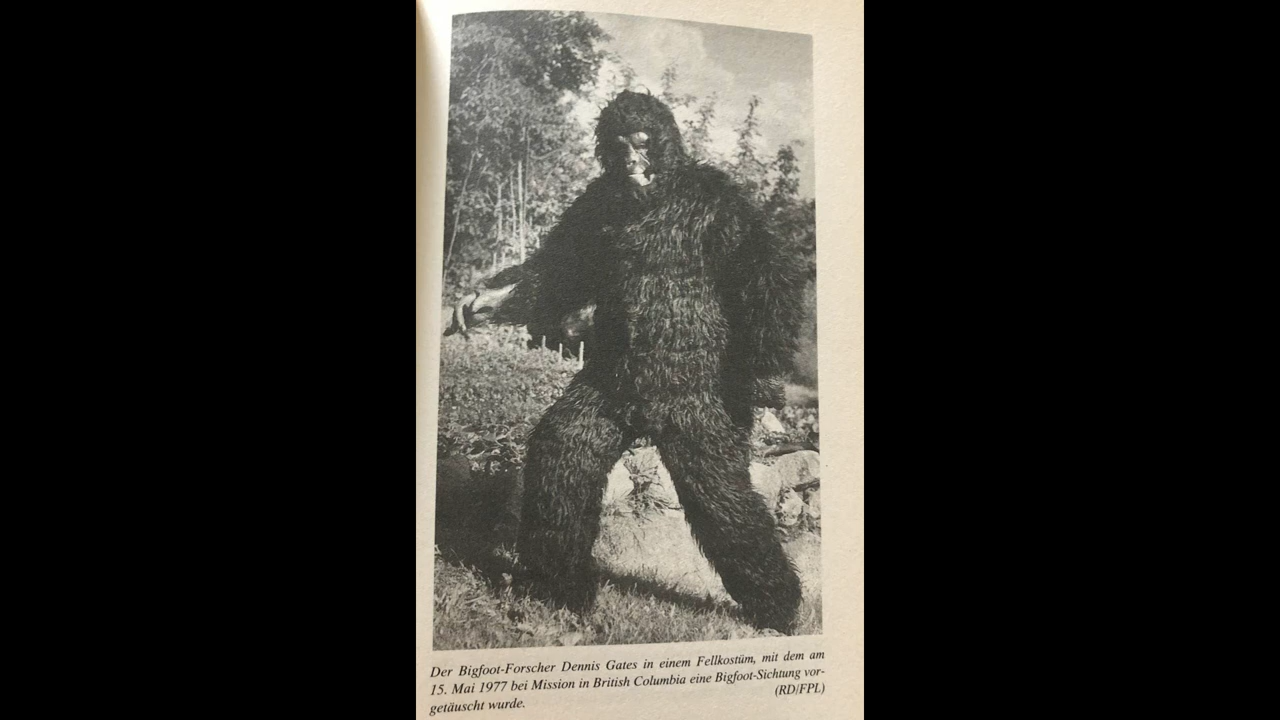 Der Bigfoot-Forscher Dennis Gates in einem Fellkostüm, mit dem am
15. Mai 1977 bei Mission in British Columbia eine Bigfoot-Sichtung vor-
getäuscht wurde. (RD/FPL)